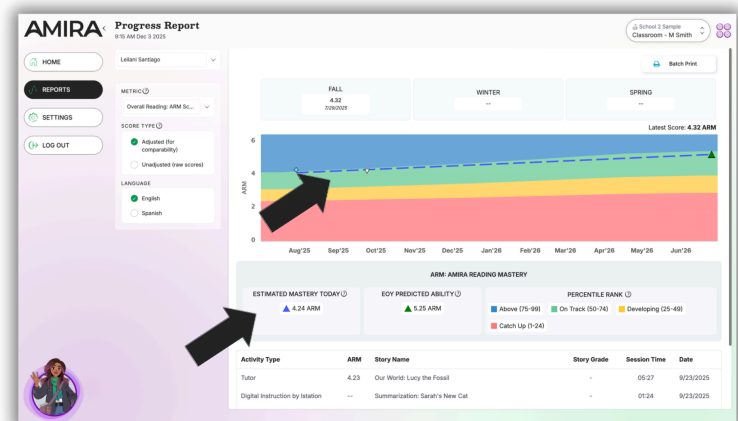 AMIRA
Progress Report
9:15 AM Dec 3 2025
School 2 Sample
Classroom - M Smith
HOME
REPORTS
SETTINGS
LOG OUT
Leilani Santiago
METRIC
Overall Reading: ARM Sc...
SCORE TYPE
Adjusted (for
comparability)
Unadjusted (raw scores)
LANGUAGE
English
Spanish
Batch Print
FALL
4.32
7/29/2025
WINTER
--
SPRING
--
Latest Score: 4.32 ARM
ARM
6
4
2
0
Aug'25 Sep'25 Oct'25 Nov'25 Dec'25 Jan'26 Feb'26 Mar'26 Apr'26 May'26 Jun'26
ARM: AMIRA READING MASTERY
ESTIMATED MASTERY TODAY
4.24 ARM
EOY PREDICTED ABILITY
5.25 ARM
PERCENTILE RANK
Above (75-99) On Track (50-74) Developing (25-49)
Catch Up (1-24)
Activity Type ARM Story Name Story Grade Session Time Date
Tutor 4.23 Our World: Lucy the Fossil - 05:27 9/23/2025
Digital Instruction by Istation -- Summarization: Sarah's New Cat - 01:24 9/23/2025